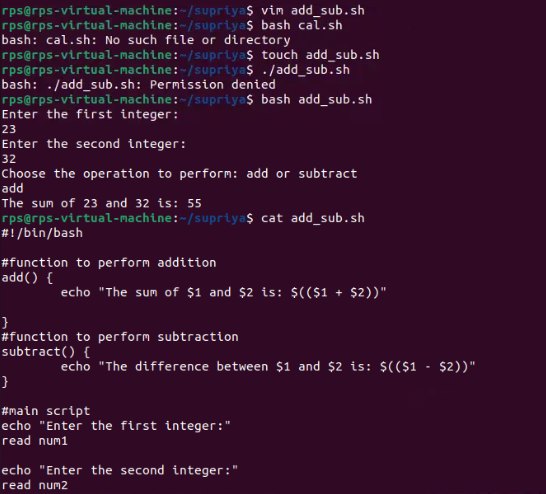 rps@rps-virtual-machine:~/supriya$ vim add_sub.sh
rps@rps-virtual-machine:~/supriya$ bash cal.sh
bash: cal.sh: No such file or directory
rps@rps-virtual-machine:~/supriya$ touch add_sub.sh
rps@rps-virtual-machine:~/supriya$ ./add_sub.sh
bash: ./add_sub.sh: Permission denied
rps@rps-virtual-machine:~/supriya$ bash add_sub.sh
Enter the first integer:
23
Enter the second integer:
32
Choose the operation to perform: add or subtract
add
The sum of 23 and 32 is: 55
rps@rps-virtual-machine:~/supriya$ cat add_sub.sh
#!/bin/bash
#function to perform addition
add() {
echo "The sum of $1 and $2 is: $(($1 + $2))"
}
#function to perform subtraction
subtract() {
echo "The difference between $1 and $2 is: $(($1 - $2))"
}
#main script
echo "Enter the first integer:"
read num1
echo "Enter the second integer:"
read num2